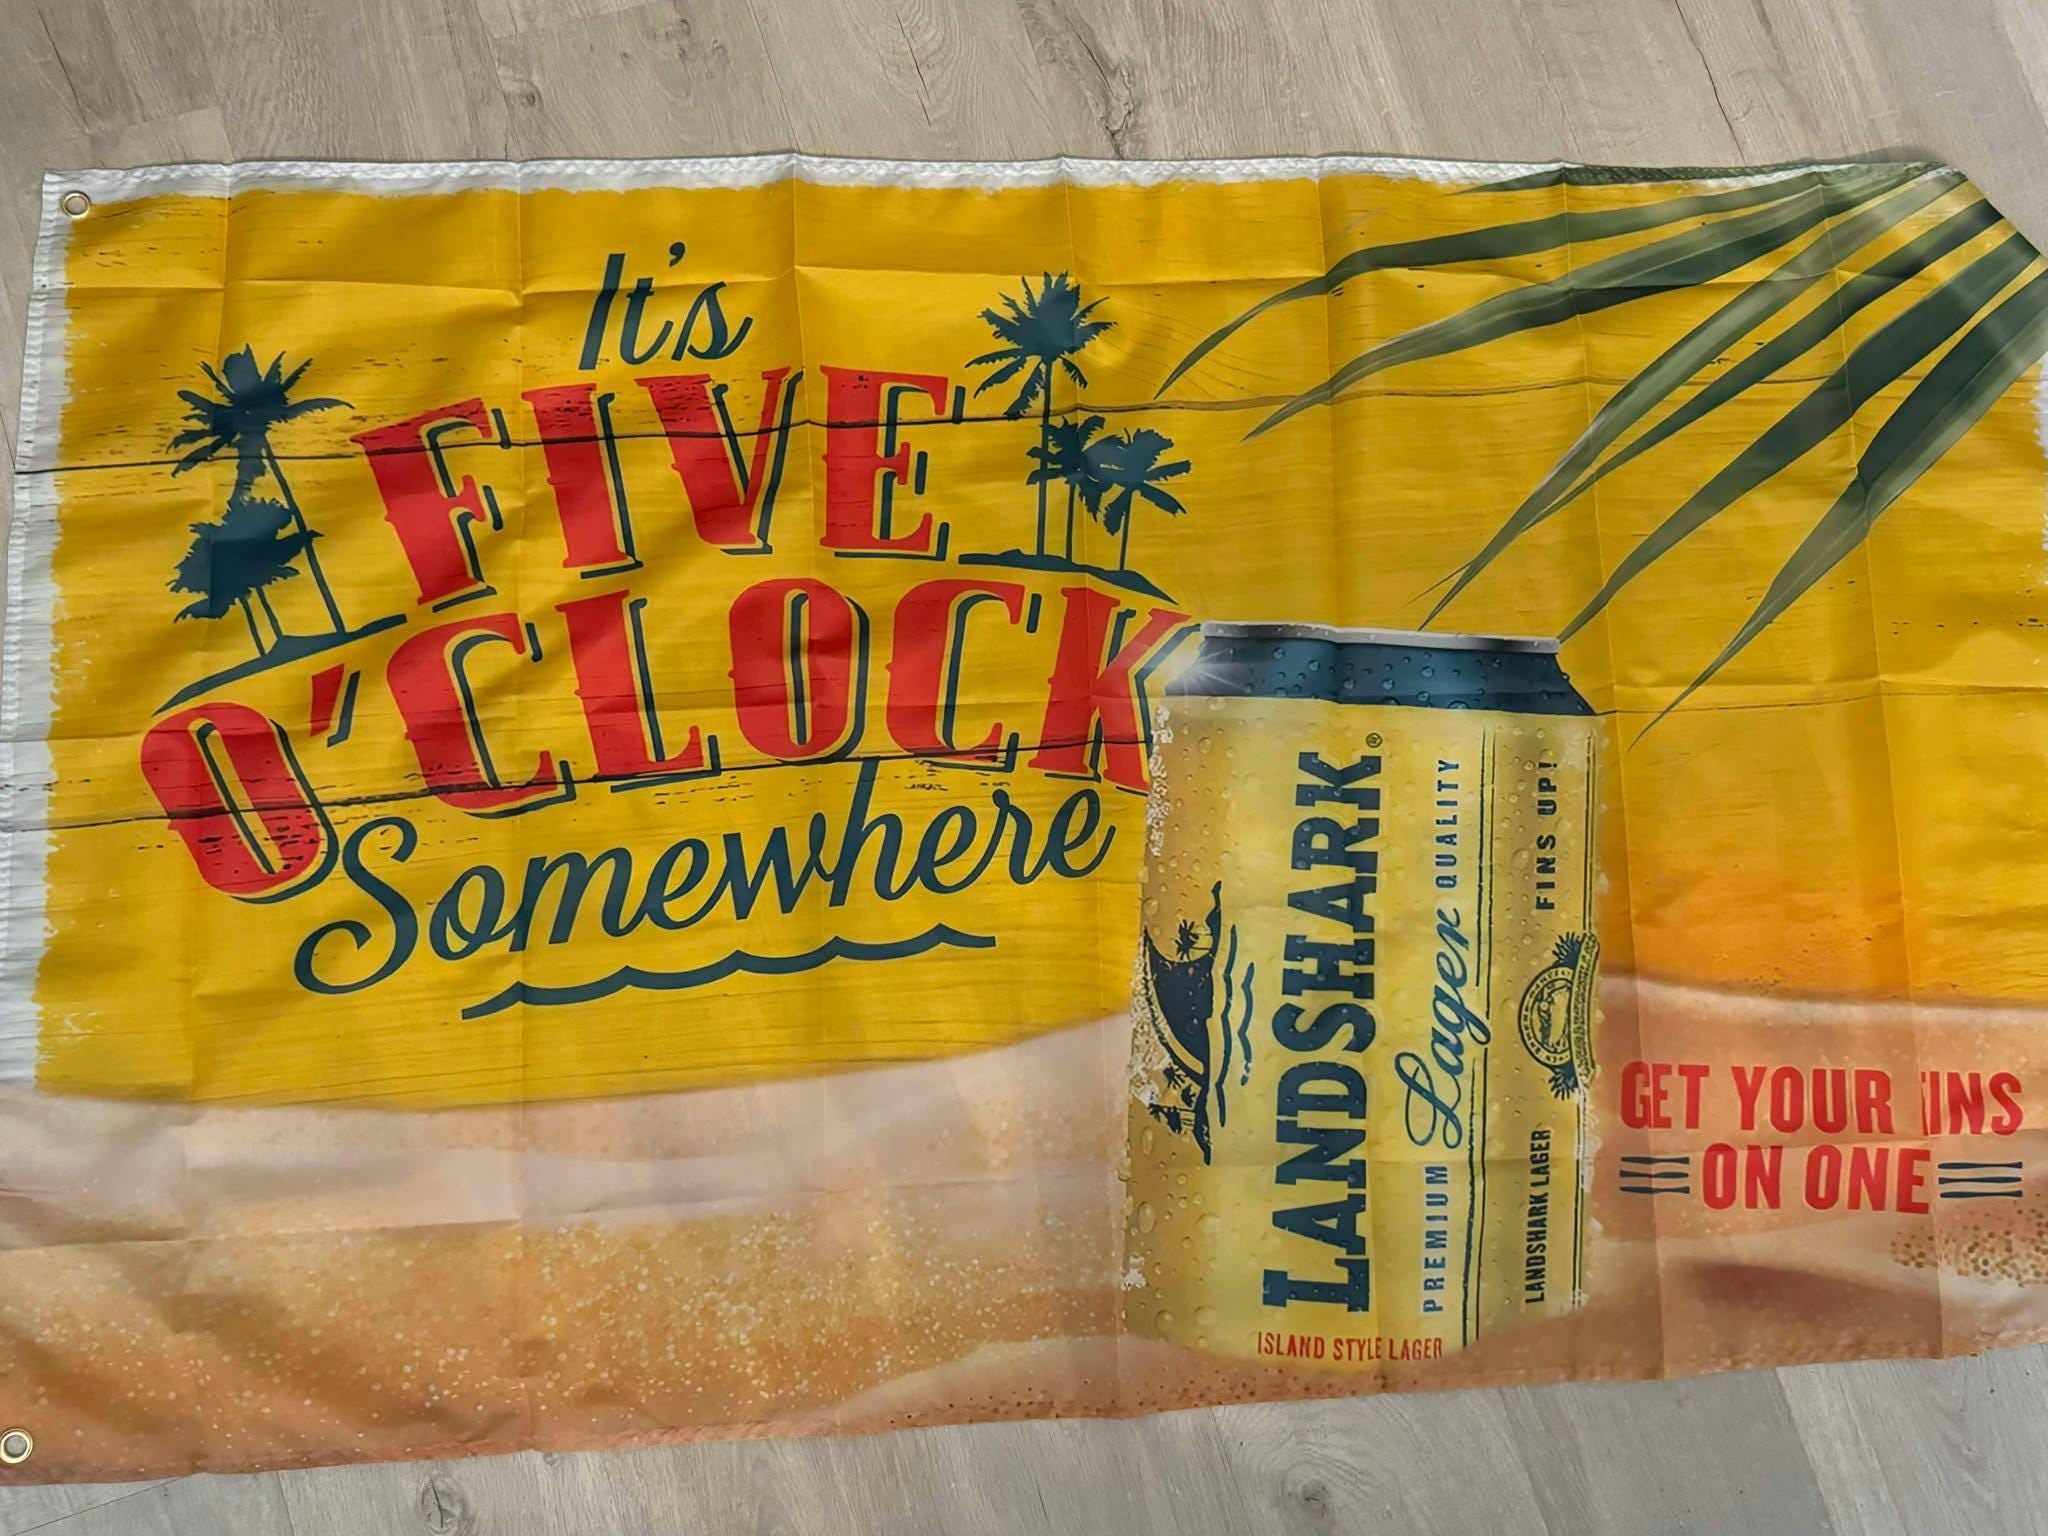 It's
FIVE
O'CLOCK
Somewhere
LANDSHARK®
PREMIUM Lager QUALITY
FINS UP!
LANDSHARK LAGER
ISLAND STYLE LAGER
GET YOUR FINS
ON ONE